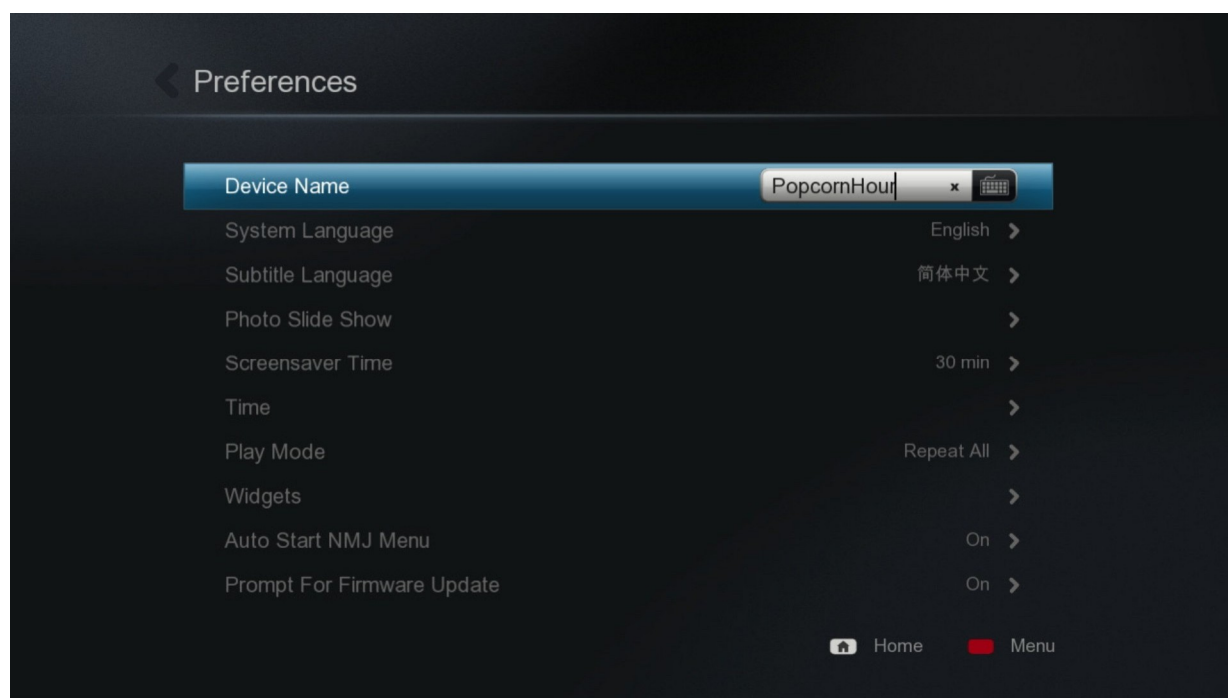 Preferences
Device Name PopcornHour
System Language English
Subtitle Language 简体中文
Photo Slide Show
Screensaver Time 30 min
Time
Play Mode Repeat All
Widgets
Auto Start NMJ Menu On
Prompt For Firmware Update On
Home Menu